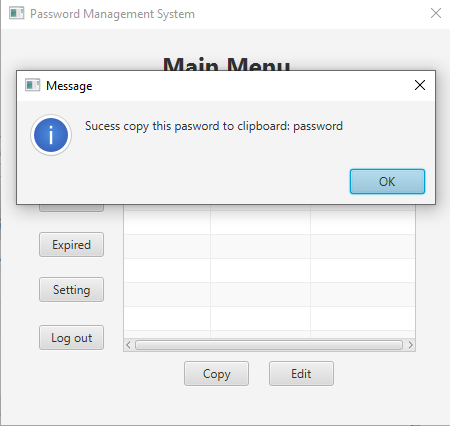 Password Management System
Main Menu
Message
Sucess copy this pasword to clipboard: password
OK
Expired
Setting
Log out
Copy
Edit